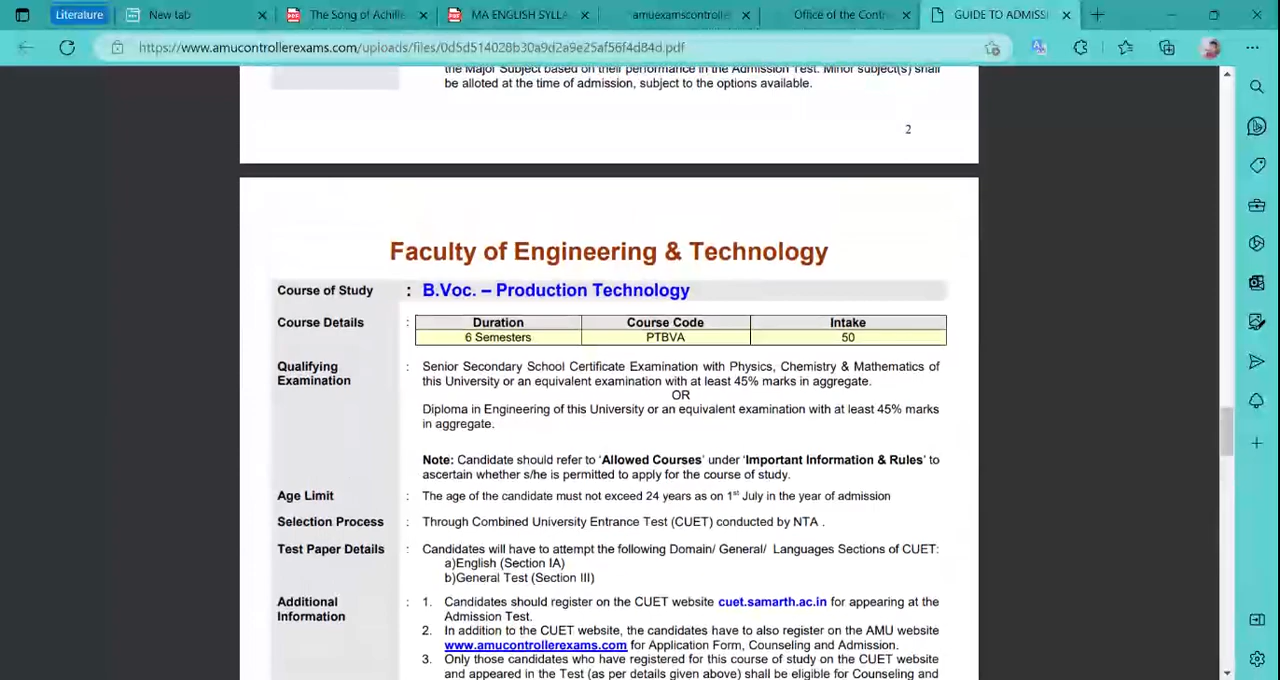 Literature
New tab
The Song of Achille
MA ENGLISH SYLLA
amuexamscontrolle
Office of the Cont
GUIDE TO ADMISS
https://www.amucontrollerexams.com/uploads/files/0d5d514028b30a9d2a9e25af56f4d84d.pdf
the Major Subject based on their performance in the Admission Test. Minor subject(s) shall
be alloted at the time of admission, subject to the options available.
2
Faculty of Engineering & Technology
Course of Study : B.Voc. – Production Technology
Course Details : Duration Course Code Intake
6 Semesters PTBVA 50
Qualifying : Senior Secondary School Certificate Examination with Physics, Chemistry & Mathematics of
Examination this University or an equivalent examination with at least 45% marks in aggregate.
OR
Diploma in Engineering of this University or an equivalent examination with at least 45% marks
in aggregate.
Note: Candidate should refer to ‘Allowed Courses’ under ‘Important Information & Rules’ to
ascertain whether s/he is permitted to apply for the course of study.
Age Limit : The age of the candidate must not exceed 24 years as on 1st July in the year of admission
Selection Process : Through Combined University Entrance Test (CUET) conducted by NTA .
Test Paper Details : Candidates will have to attempt the following Domain/ General/ Languages Sections of CUET:
a)English (Section IA)
b)General Test (Section III)
Additional : 1. Candidates should register on the CUET website cuet.samarth.ac.in for appearing at the
Information Admission Test.
2. In addition to the CUET website, the candidates have to also register on the AMU website
www.amucontrollerexams.com for Application Form, Counseling and Admission.
3. Only those candidates who have registered for this course of study on the CUET website
and appeared in the Test (as per details given above) shall be eligible for Counseling and